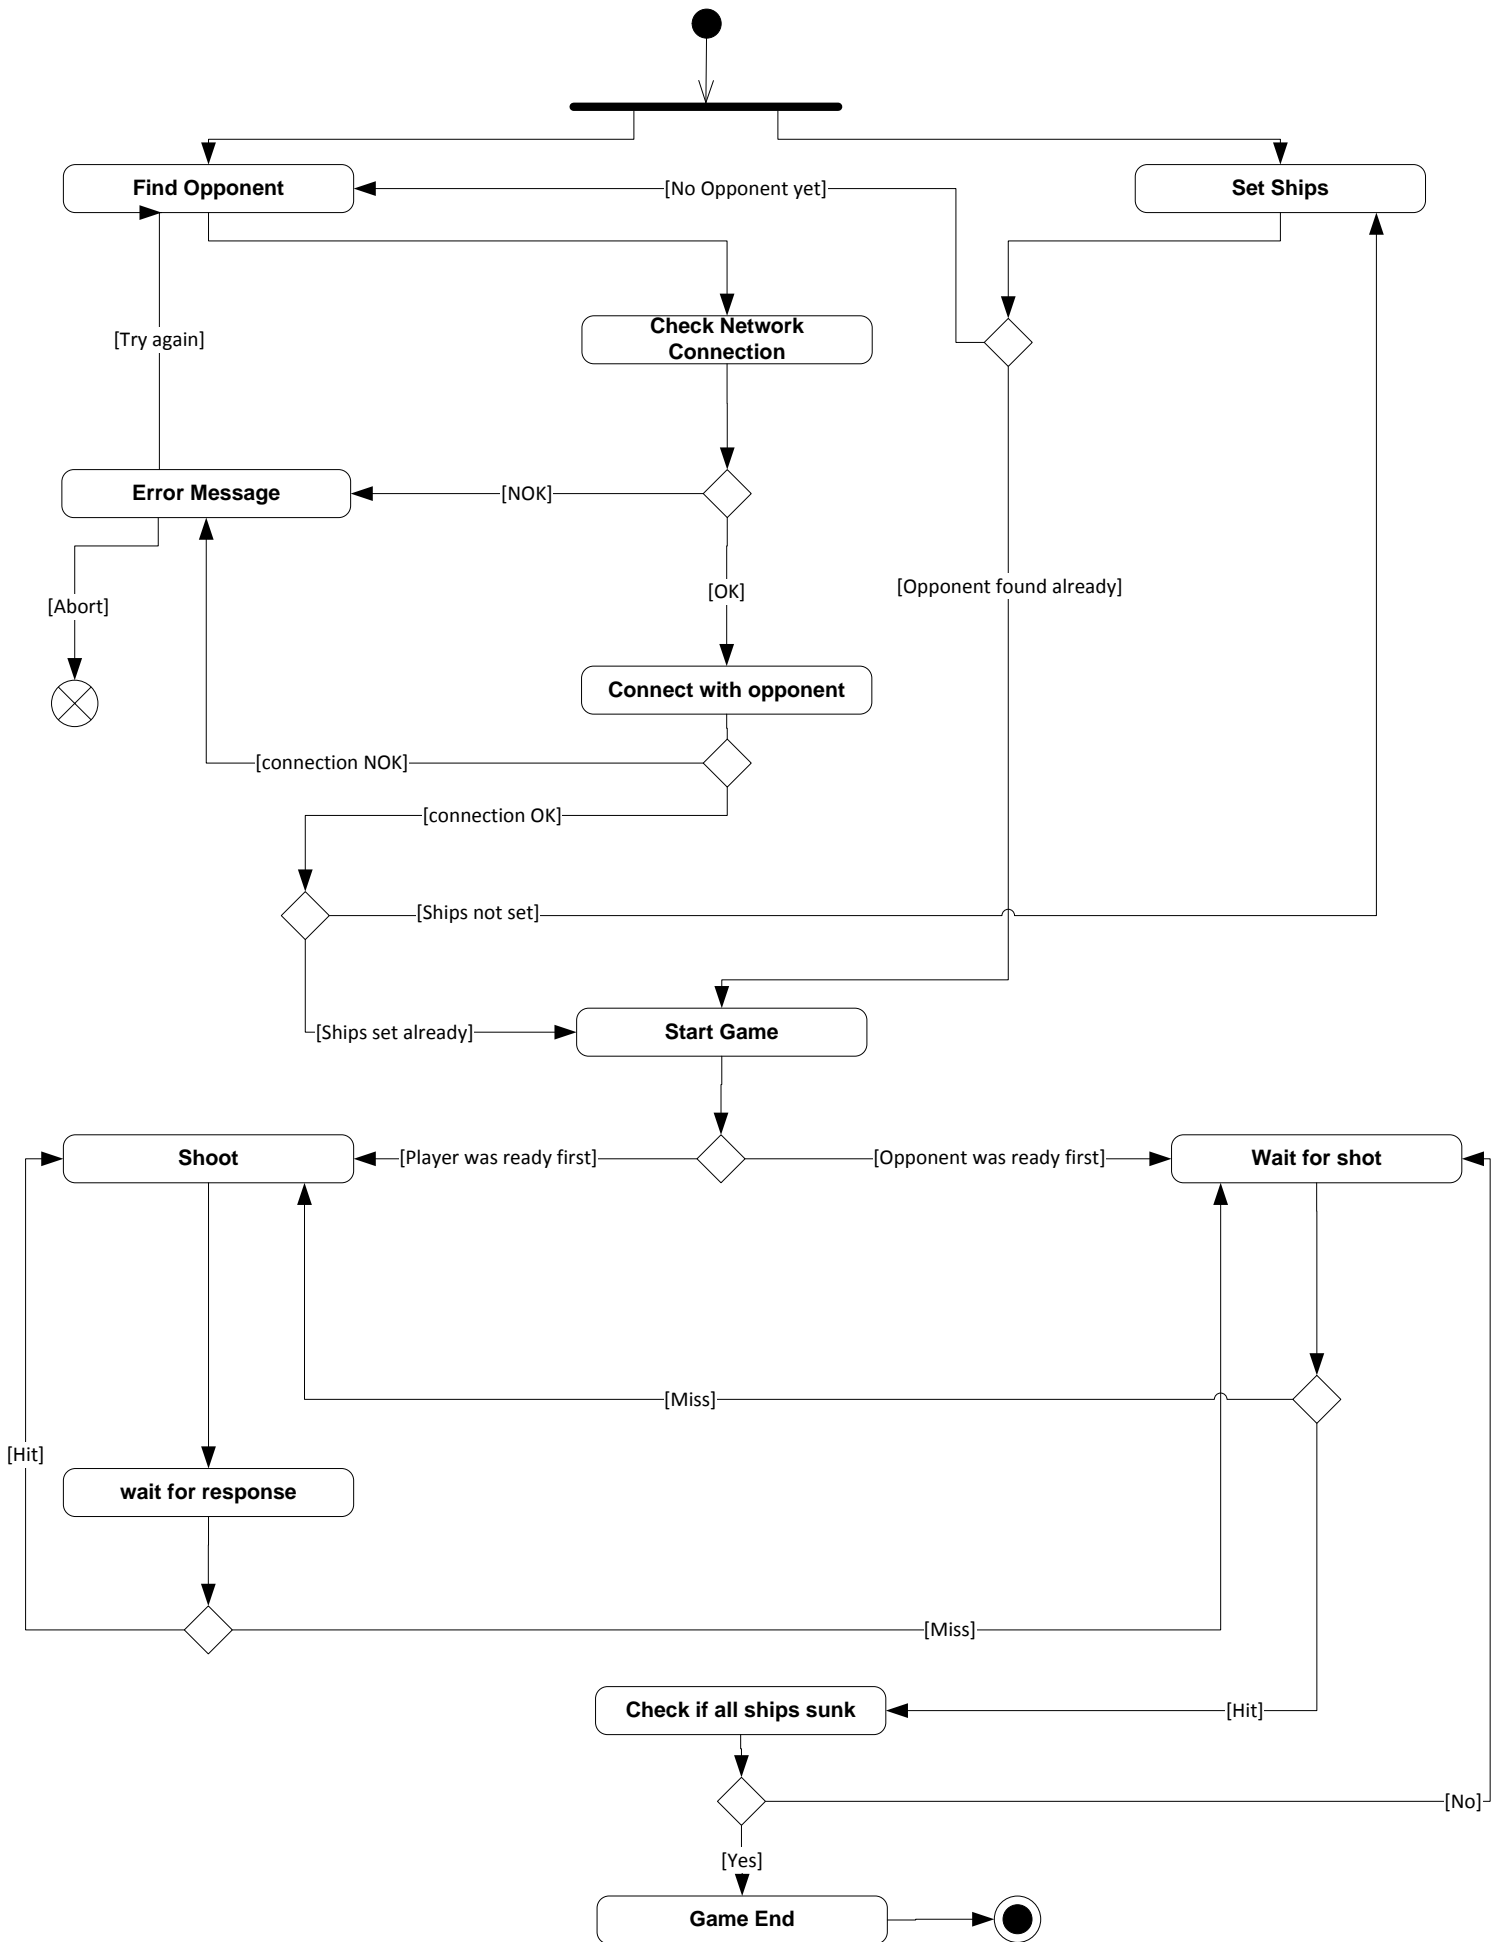 Find Opponent
[No Opponent yet]
Set Ships
Check Network
Connection
[Try again]
Error Message
[NOK]
[OK]
[Opponent found already]
[Abort]
Connect with opponent
[connection NOK]
[connection OK]
[Ships not set]
[Ships set already]
Start Game
Shoot
[Player was ready first]
[Opponent was ready first]
Wait for shot
[Miss]
[Hit]
wait for response
[Miss]
Check if all ships sunk
[Hit]
[No]
[Yes]
Game End